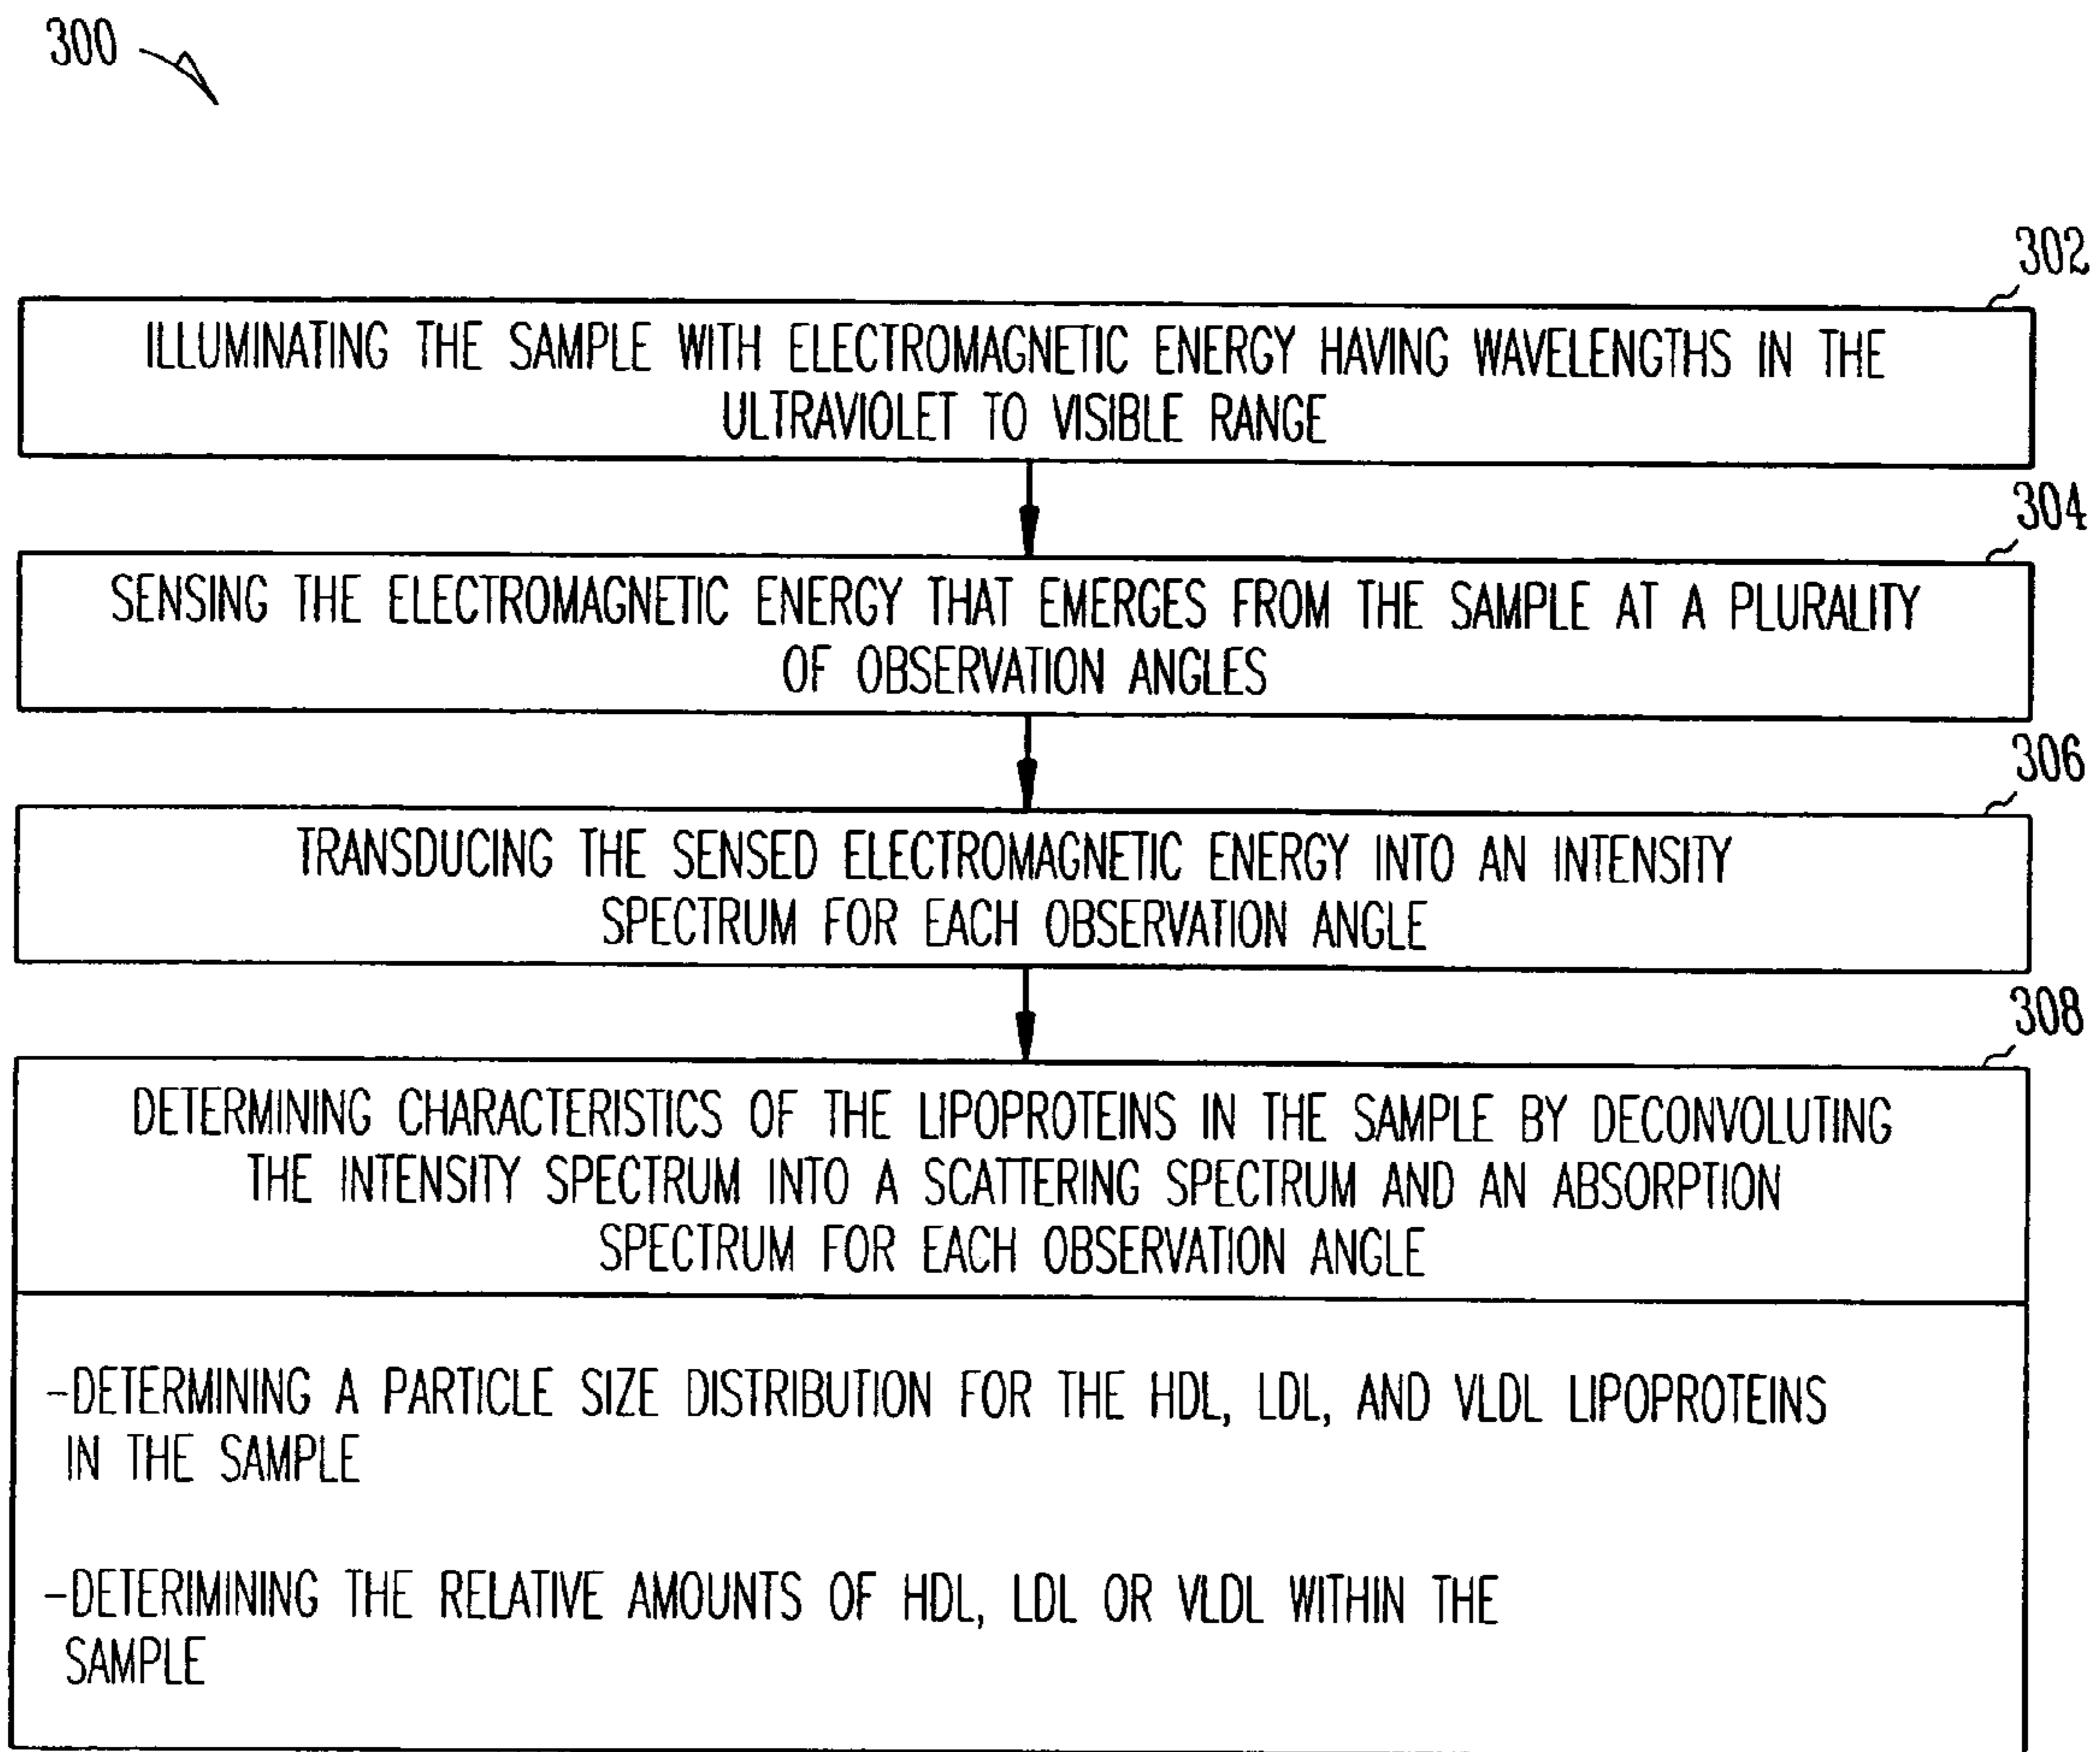 300
302
ILLUMINATING THE SAMPLE WITH ELECTROMAGNETIC ENERGY HAVING WAVELENGTHS IN THE
ULTRAVIOLET TO VISIBLE RANGE
304
SENSING THE ELECTROMAGNETIC ENERGY THAT EMERGES FROM THE SAMPLE AT A PLURALITY
OF OBSERVATION ANGLES
306
TRANSDUCING THE SENSED ELECTROMAGNETIC ENERGY INTO AN INTENSITY
SPECTRUM FOR EACH OBSERVATION ANGLE
308
DETERMINING CHARACTERISTICS OF THE LIPOPROTEINS IN THE SAMPLE BY DECONVOLUTING
THE INTENSITY SPECTRUM INTO A SCATTERING SPECTRUM AND AN ABSORPTION
SPECTRUM FOR EACH OBSERVATION ANGLE
-DETERMINING A PARTICLE SIZE DISTRIBUTION FOR THE HDL, LDL, AND VLDL LIPOPROTEINS
IN THE SAMPLE
-DETERIMINING THE RELATIVE AMOUNTS OF HDL, LDL OR VLDL WITHIN THE
SAMPLE